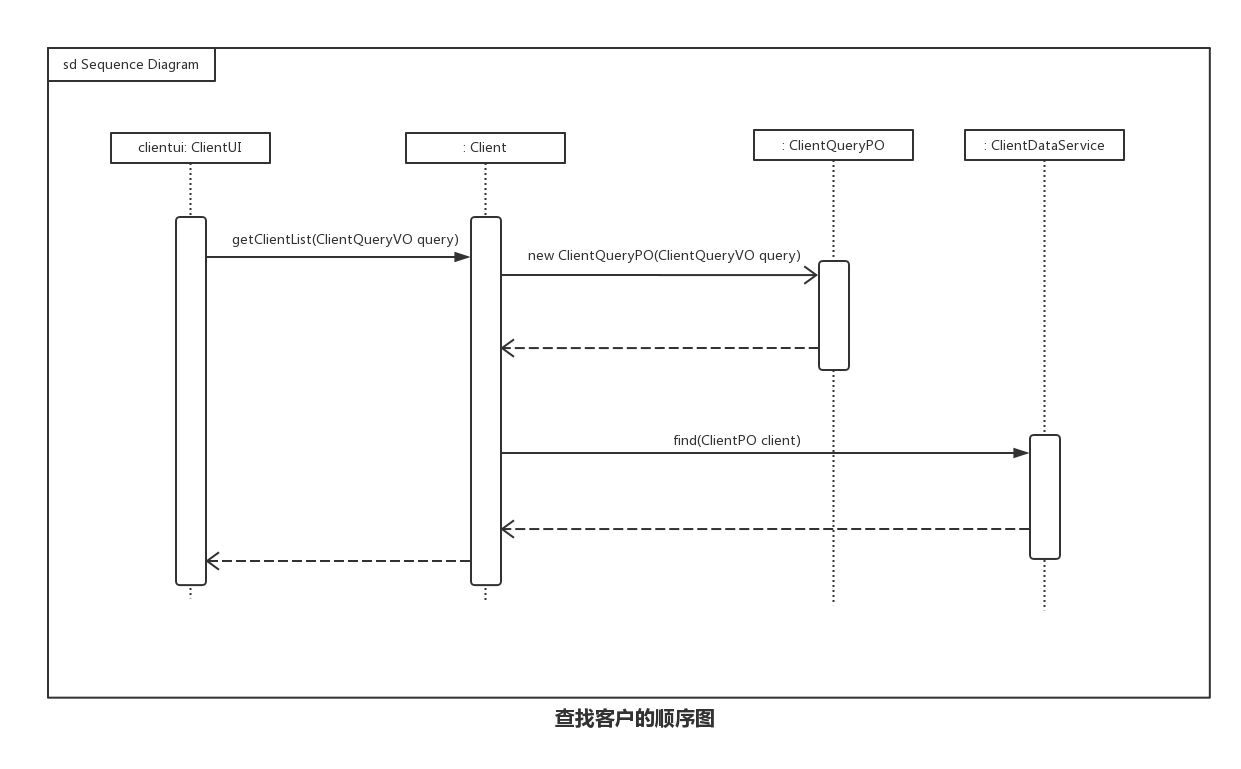 sd Sequence Diagram
clientui: ClientUI
: Client
: ClientQueryPO
: ClientDataService
getClientList(ClientQueryVO query)
new ClientQueryPO(ClientQueryVO query)
find(ClientPO client)
查找客户的顺序图